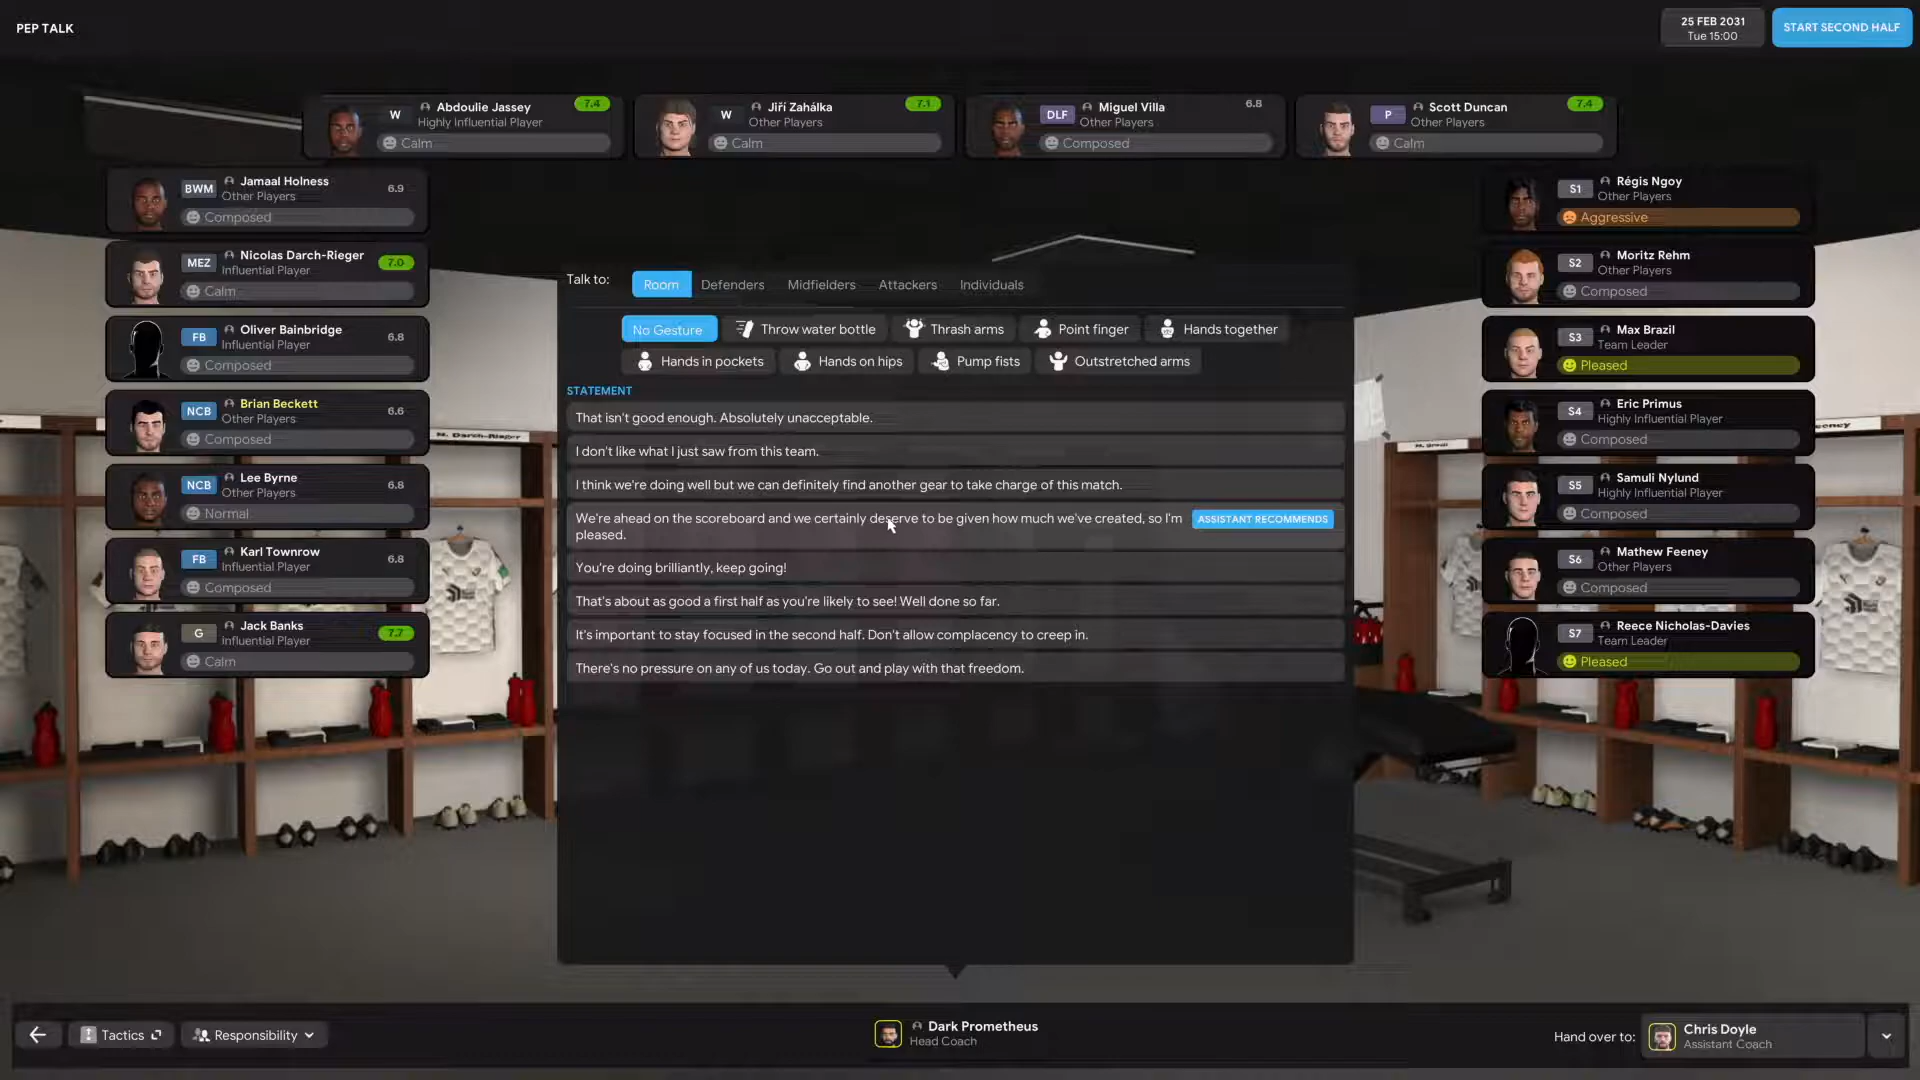 PEP TALK
25 FEB 2031
Tue 15:00
START SECOND HALF
W
Abdoulie Jassey
7.4
Highly Influential Player
Calm
W
Jiří Zahálka
7.1
Other Players
Calm
DLF
Miguel Villa
6.8
Other Players
Composed
P
Scott Duncan
7.4
Other Players
Calm
BWM
Jamaal Holness
6.9
Other Players
Composed
MEZ
Nicolas Darch-Rieger
7.0
Influential Player
Calm
FB
Oliver Bainbridge
6.8
Influential Player
Composed
NCB
Brian Beckett
6.6
Other Players
Composed
NCB
Lee Byrne
6.8
Other Players
Normal
FB
Karl Townrow
6.8
Influential Player
Composed
G
Jack Banks
7.7
Influential Player
Calm
Talk to:
Room
Defenders
Midfielders
Attackers
Individuals
No Gesture
Throw water bottle
Thrash arms
Point finger
Hands together
Hands in pockets
Hands on hips
Pump fists
Outstretched arms
STATEMENT
That isn't good enough. Absolutely unacceptable.
I don't like what I just saw from this team.
I think we're doing well but we can definitely find another gear to take charge of this match.
We're ahead on the scoreboard and we certainly deserve to be given how much we've created, so I'm
pleased.
ASSISTANT RECOMMENDS
You're doing brilliantly, keep going!
That's about as good a first half as you're likely to see! Well done so far.
It's important to stay focused in the second half. Don't allow complacency to creep in.
There's no pressure on any of us today. Go out and play with that freedom.
S1
Régis Ngoy
Other Players
Aggressive
S2
Moritz Rehm
Other Players
Composed
S3
Max Brazil
Team Leader
Pleased
S4
Eric Primus
Highly Influential Player
Composed
S5
Samuli Nylund
Highly Influential Player
Composed
S6
Mathew Feeney
Other Players
Composed
S7
Reece Nicholas-Davies
Team Leader
Pleased
N. Darch-Rieger
Tactics
Responsibility
Dark Prometheus
Head Coach
Hand over to:
Chris Doyle
Assistant Coach